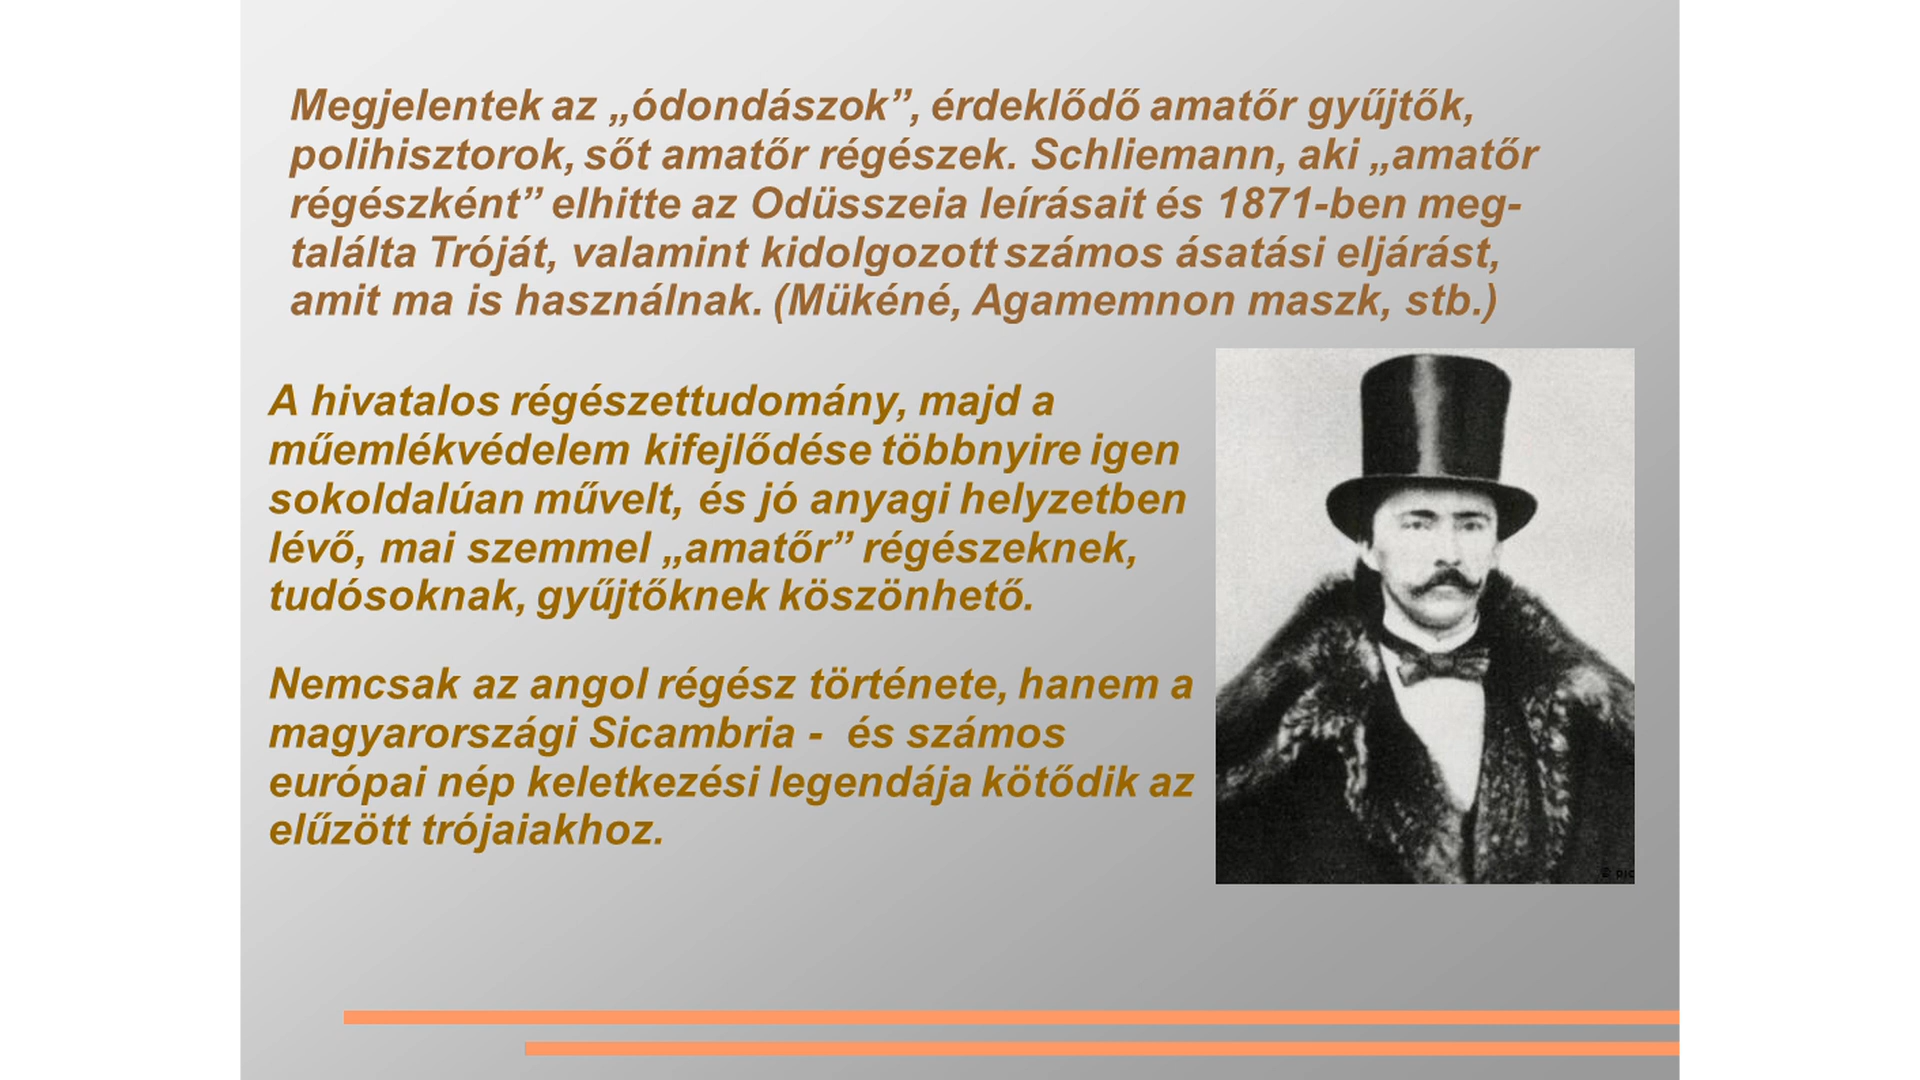 Megjelentek az „ódondászok”, érdeklődő amatőr gyűjtők,
polihisztorok, sőt amatőr régészek. Schliemann, aki „amatőr
régészként” elhitte az Odüsszeia leírásait és 1871-ben meg-
találta Tróját, valamint kidolgozott számos ásatási eljárást,
amit ma is használnak. (Mükéné, Agamemnon maszk, stb.)
A hivatalos régészettudomány, majd a
műemlékvédelem kifejlődése többnyire igen
sokoldalúan művelt, és jó anyagi helyzetben
lévő, mai szemmel „amatőr” régészeknek,
tudósoknak, gyűjtőknek köszönhető.
Nemcsak az angol régész története, hanem a
magyarországi Sicambria - és számos
európai nép keletkezési legendája kötődik az
elűzött trójaiakhoz.
© pic